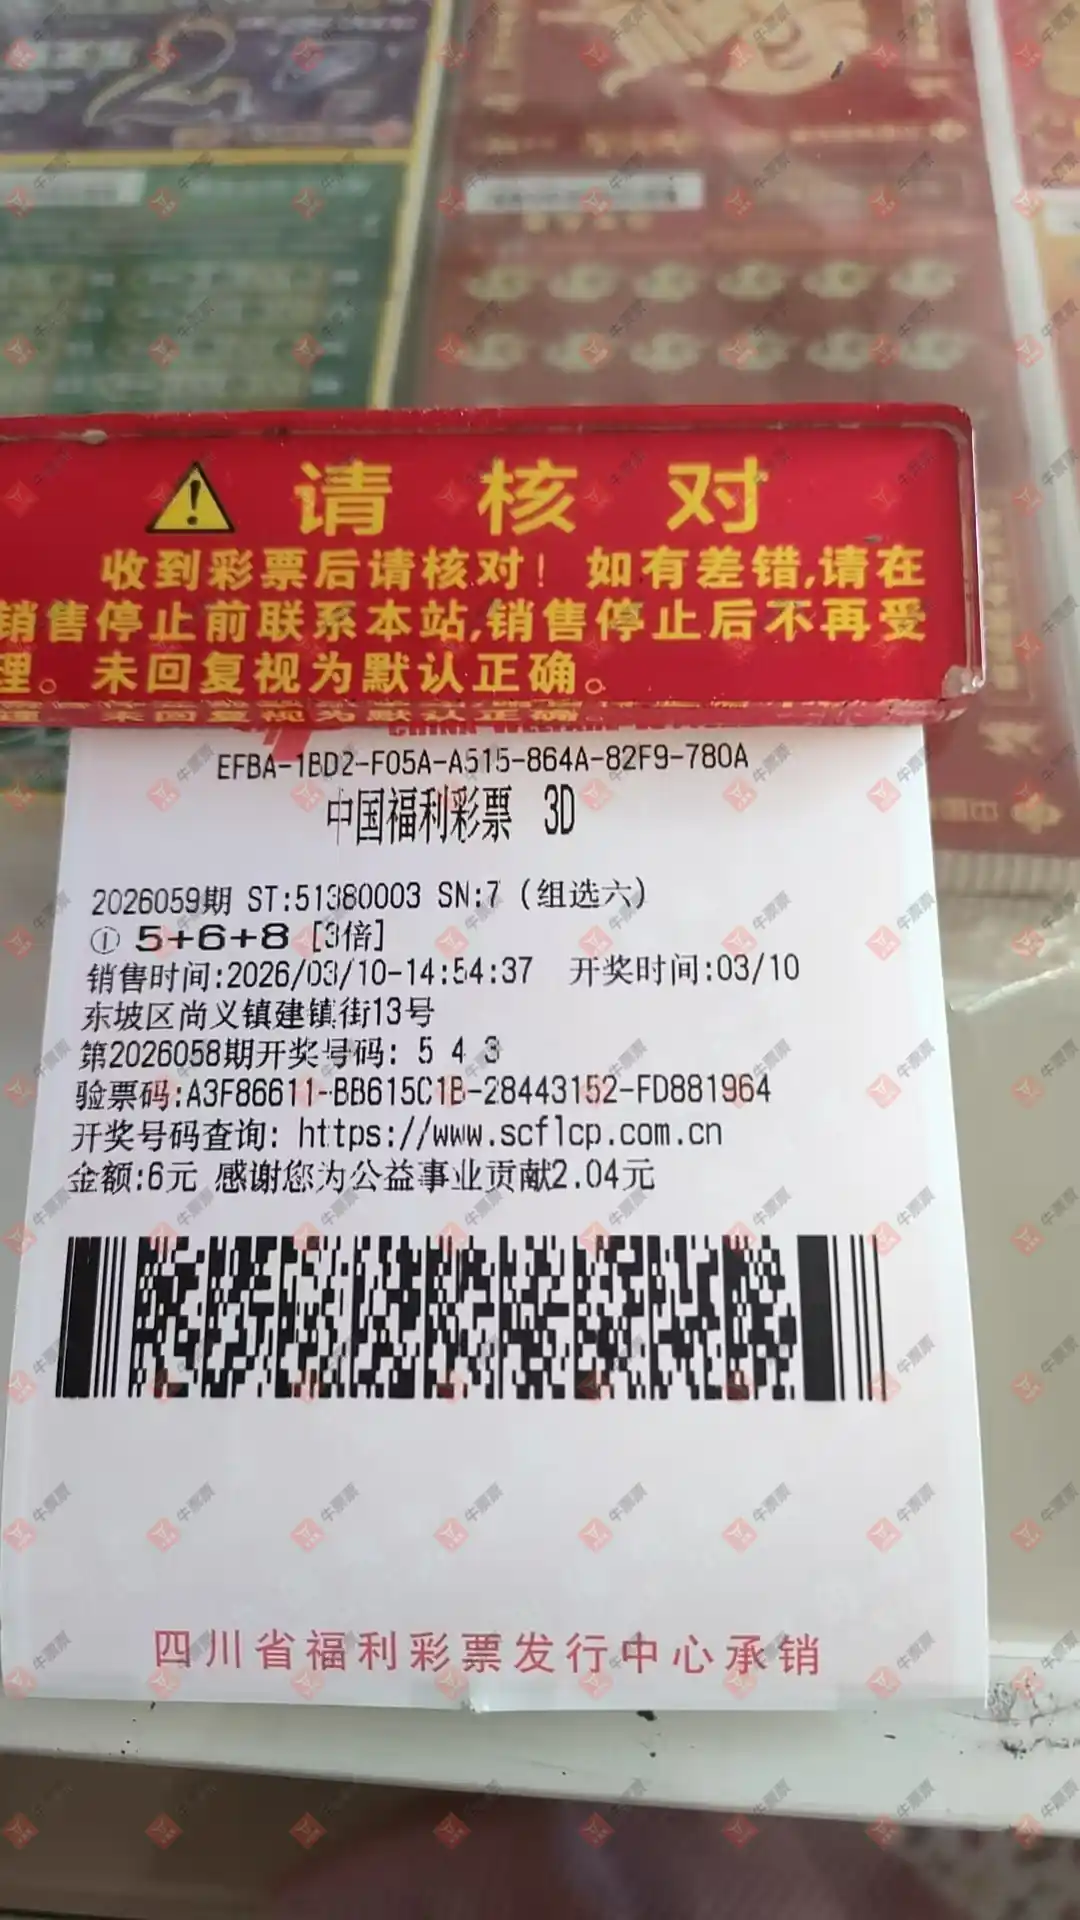 请核对
收到彩票后请核对！如有差错,请在
销售停止前联系本站,销售停止后不再受
理。未回复视为默认正确。
EFBA-1BD2-F05A-A515-864A-82F9-780A
中国福利彩票 3D
2026059期 ST:51380003 SN:7 (组选六)
① 5+6+8 [3倍]
销售时间:2026/03/10-14:54:37 开奖时间:03/10
东坡区尚义镇建镇街13号
第2026058期开奖号码: 5 4 3
验票码:A3F86611-BB615C1B-28443152-FD881964
开奖号码查询: https://www.scflcp.com.cn
金额:6元 感谢您为公益事业贡献2.04元
四川省福利彩票发行中心承销
牛票票